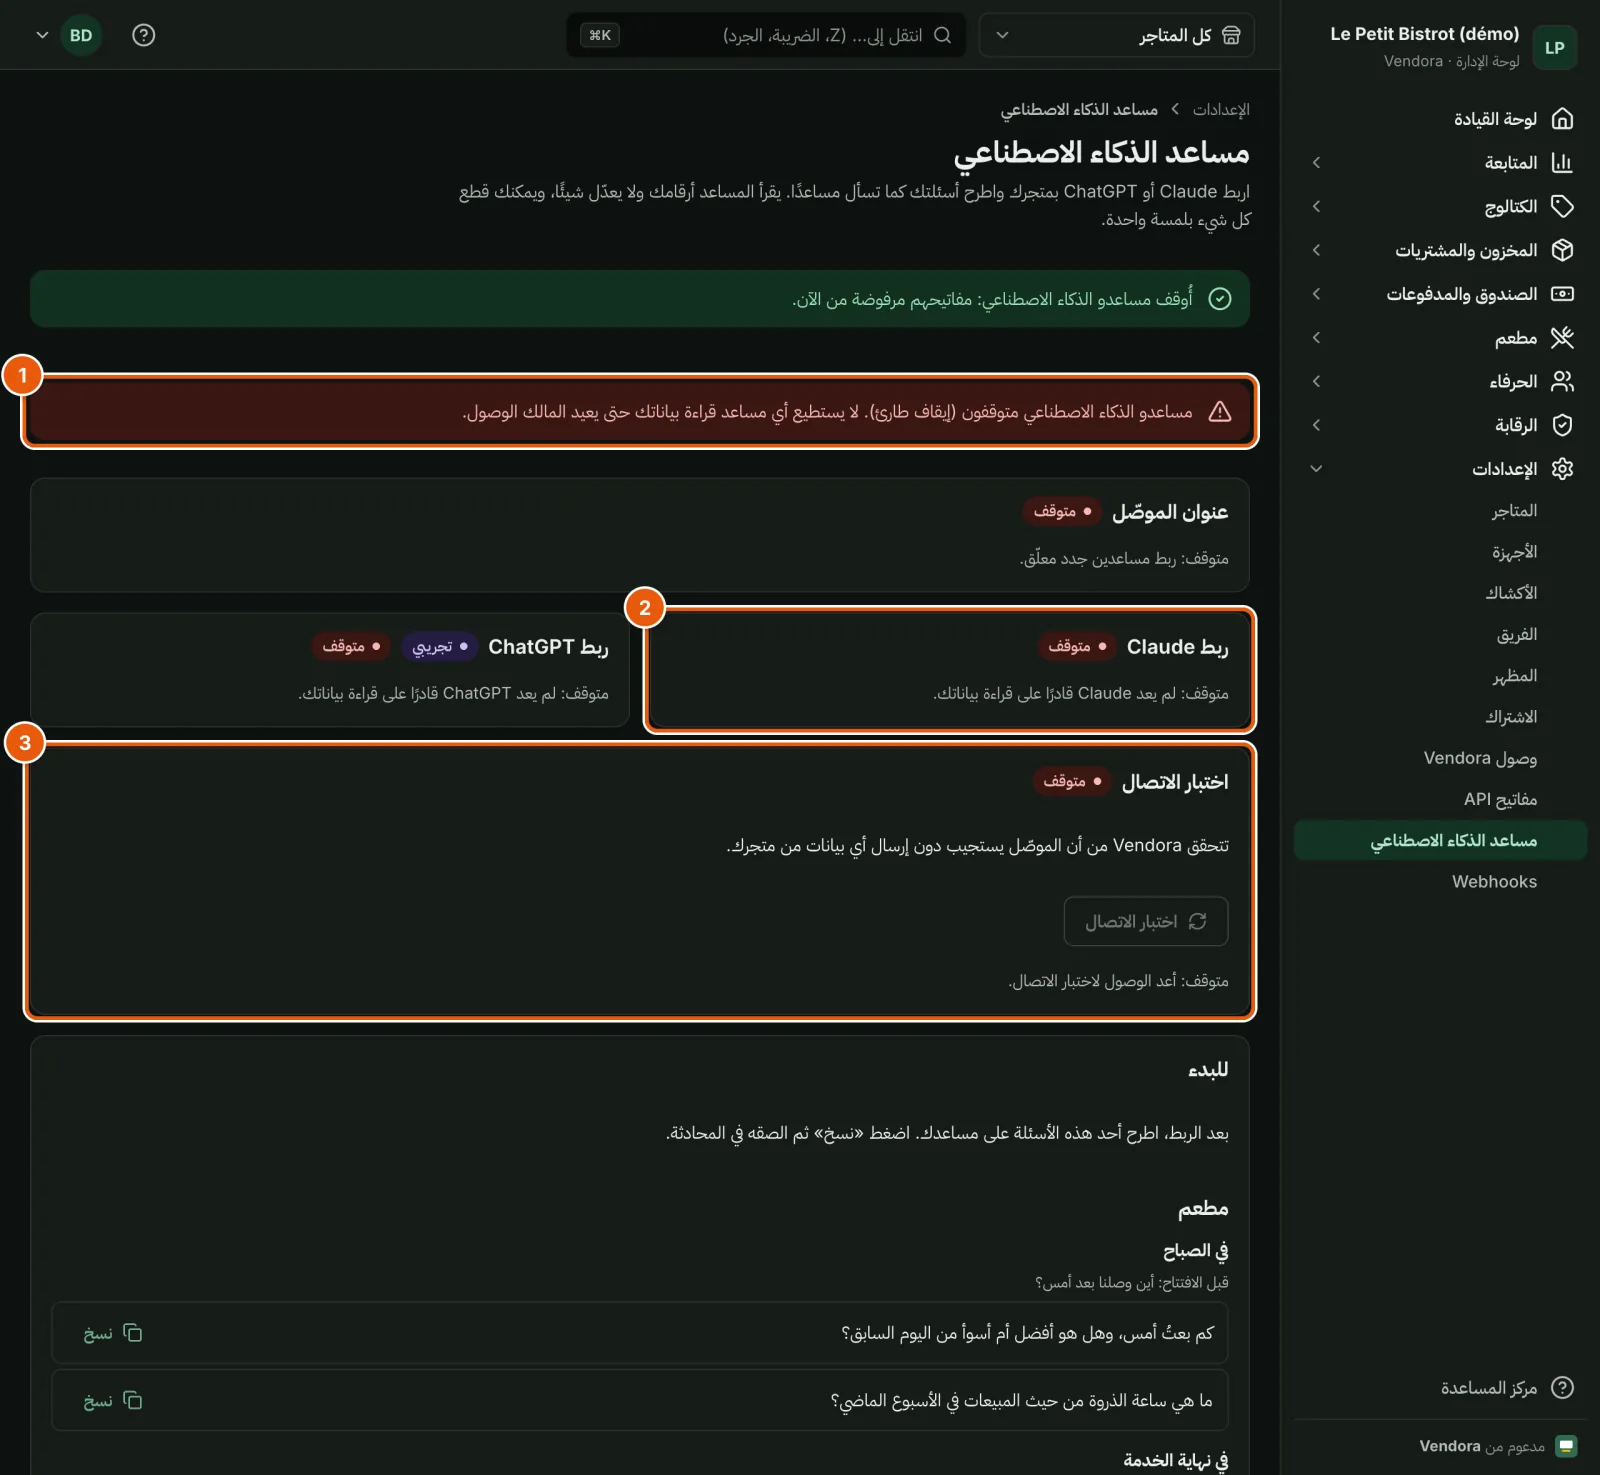 Le Petit Bistrot (démo)
لوحة الإدارة · Vendora
LP
كل المتاجر
انتقل إلى... (Z، الضريبة، الجرد)
⌘K
BD
لوحة القيادة
المتابعة
الكتالوج
المخزون والمشتريات
الصندوق والمدفوعات
مطعم
الحرفاء
الرقابة
الإعدادات
المتاجر
الأجهزة
الأكشاك
الفريق
المظهر
الاشتراك
وصول Vendora
مفاتيح API
مساعد الذكاء الاصطناعي
Webhooks
مركز المساعدة
مدعوم من Vendora
الإعدادات
مساعد الذكاء الاصطناعي
مساعد الذكاء الاصطناعي
اربط Claude أو ChatGPT بمتجرك واطرح أسئلتك كما تسأل مساعدًا. يقرأ المساعد أرقامك ولا يعدّل شيئًا، ويمكنك قطع
كل شيء بلمسة واحدة.
أُوقف مساعدو الذكاء الاصطناعي: مفاتيحهم مرفوضة من الآن.
1
مساعدو الذكاء الاصطناعي متوقفون (إيقاف طارئ). لا يستطيع أي مساعد قراءة بياناتك حتى يعيد المالك الوصول.
عنوان الموصّل
متوقف
متوقف: ربط مساعدين جدد معلّق.
2
ربط Claude
متوقف
متوقف: لم يعد Claude قادرًا على قراءة بياناتك.
ربط ChatGPT
تجريبي
متوقف
متوقف: لم يعد ChatGPT قادرًا على قراءة بياناتك.
3
اختبار الاتصال
متوقف
تتحقق Vendora من أن الموصّل يستجيب دون إرسال أي بيانات من متجرك.
اختبار الاتصال
متوقف: أعد الوصول لاختبار الاتصال.
للبدء
بعد الربط، اطرح أحد هذه الأسئلة على مساعدك. اضغط «نسخ» ثم الصقه في المحادثة.
مطعم
في الصباح
قبل الافتتاح: أين وصلنا بعد أمس؟
كم بعتُ أمس، وهل هو أفضل أم أسوأ من اليوم السابق؟
نسخ
ما هي ساعة الذروة من حيث المبيعات في الأسبوع الماضي؟
نسخ
في نهاية الخدمة